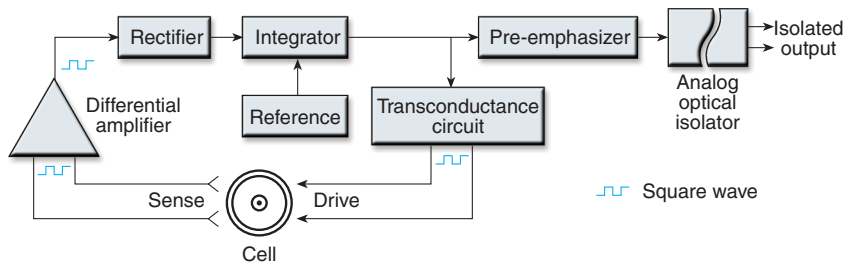 Rectifier
Integrator
Pre-emphasizer
Isolated
output
Differential
amplifier
Reference
Transconductance
circuit
Analog
optical
isolator
Sense
Drive
Square wave
Cell